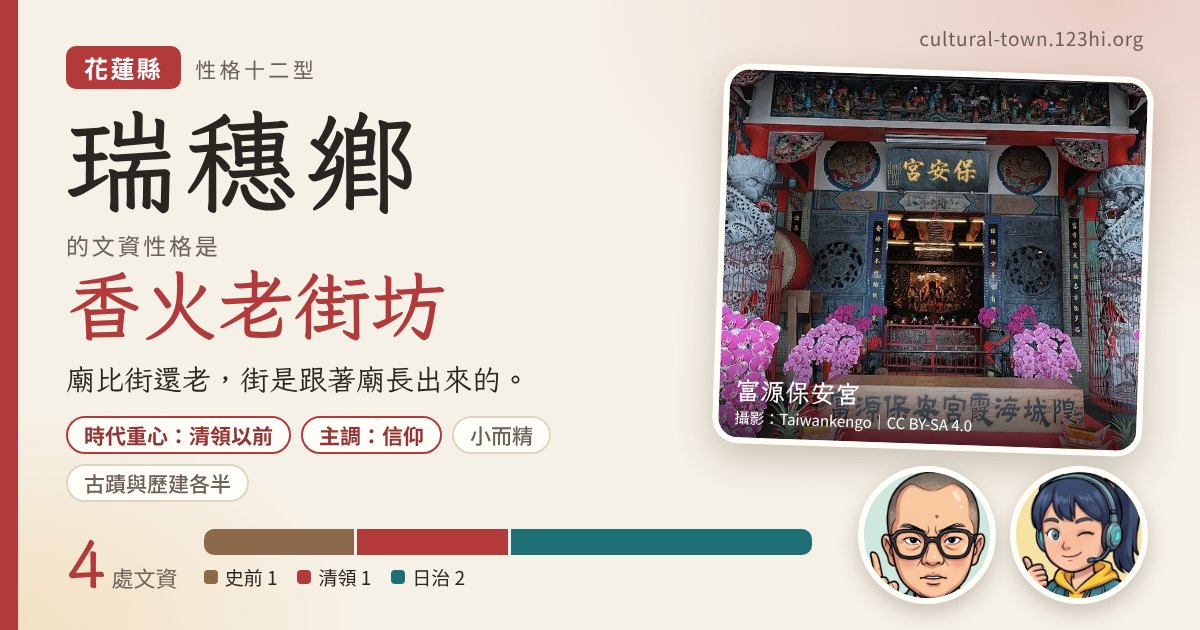 花蓮縣 性格十二型
瑞穗鄉
的文資性格是
香火老街坊
廟比街還老，街是跟著廟長出來的。
時代重心：清領以前 主調：信仰 小而精
古蹟與歷建各半
4 處文資
史前 1 清領 1 日治 2
cultural-town.123hi.org
保安宮
富源保安宮
攝影：Taiwankengo｜CC BY-SA 4.0